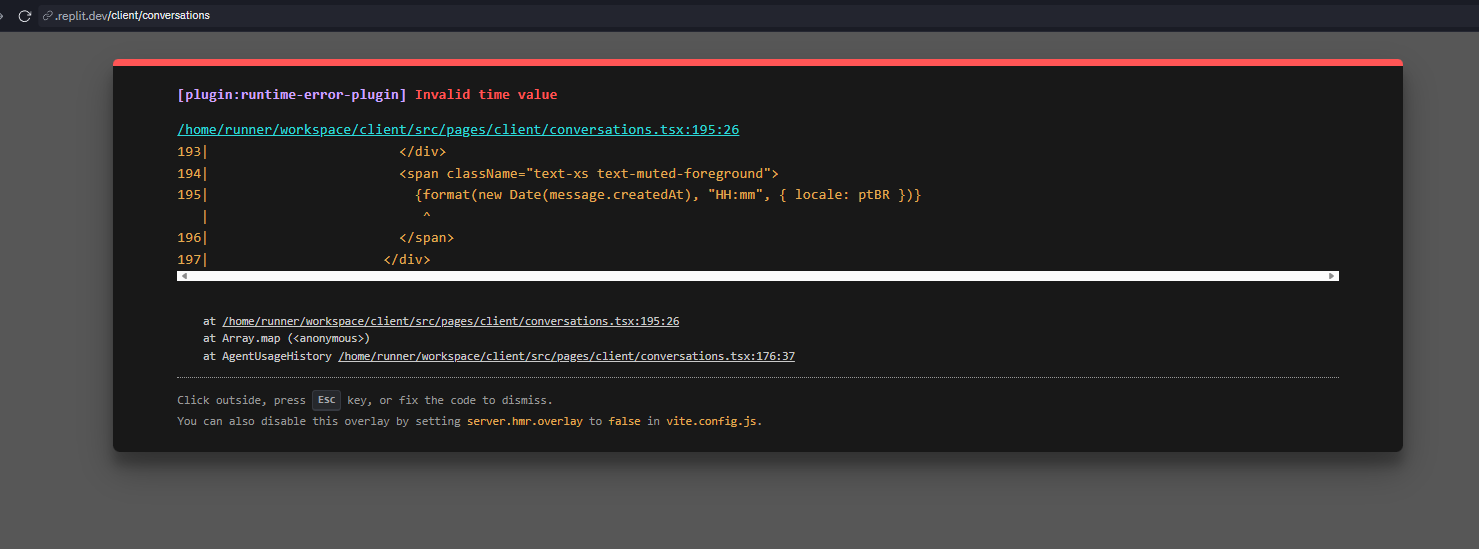 .replit.dev/client/conversations
[plugin:runtime-error-plugin] Invalid time value
/home/runner/workspace/client/src/pages/client/conversations.tsx:195:26
193|                        </div>
194|                        <span className="text-xs text-muted-foreground">
195|                          {format(new Date(message.createdAt), "HH:mm", { locale: ptBR })}
   |                           ^
196|                        </span>
197|                      </div>
at /home/runner/workspace/client/src/pages/client/conversations.tsx:195:26
at Array.map (<anonymous>)
at AgentUsageHistory /home/runner/workspace/client/src/pages/client/conversations.tsx:176:37
Click outside, press Esc key, or fix the code to dismiss.
You can also disable this overlay by setting server.hmr.overlay to false in vite.config.js.